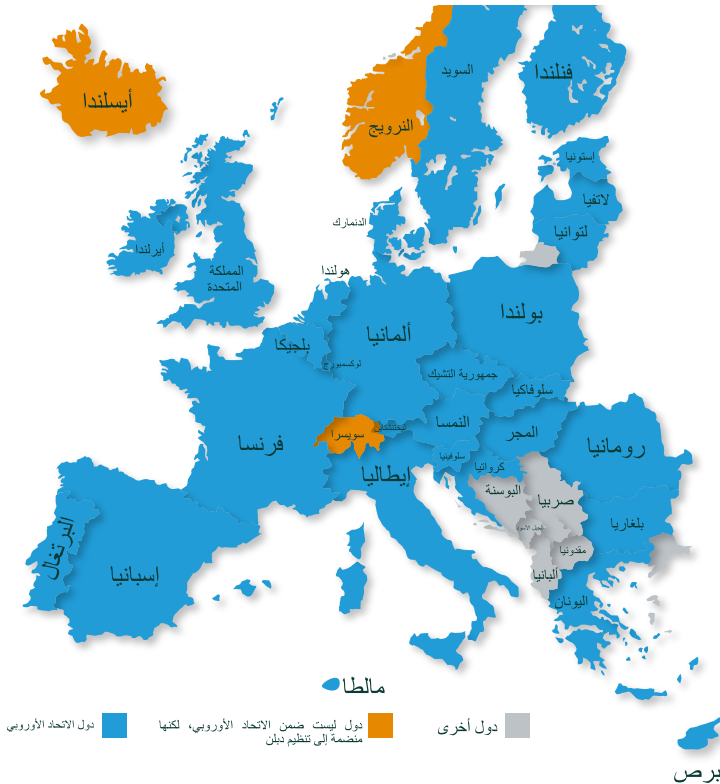 السويد
فنلندا
أيسلندا
النرويج
إستونيا
لاتفيا
لتوانيا
الدنمارك
أيرلندا
المملكة
المتحدة
هولندا
بولندا
ألمانيا
بلجيكا
لوكسمبورج
جمهورية التشيك
سلوفاكيا
النمسا
المجر
رومانيا
سويسرا
فرنسا
سلوفينيا
كرواتيا
إيطاليا
البوسنة
صربيا
بلغاريا
مقدونيا
ألبانيا
اليونان
البرتغال
إسبانيا
مالطا
دول أخرى
دول ليست ضمن الاتحاد الأوروبي، لكنها
منضمة إلى تنظيم دبلن
دول الاتحاد الأوروبي
برص